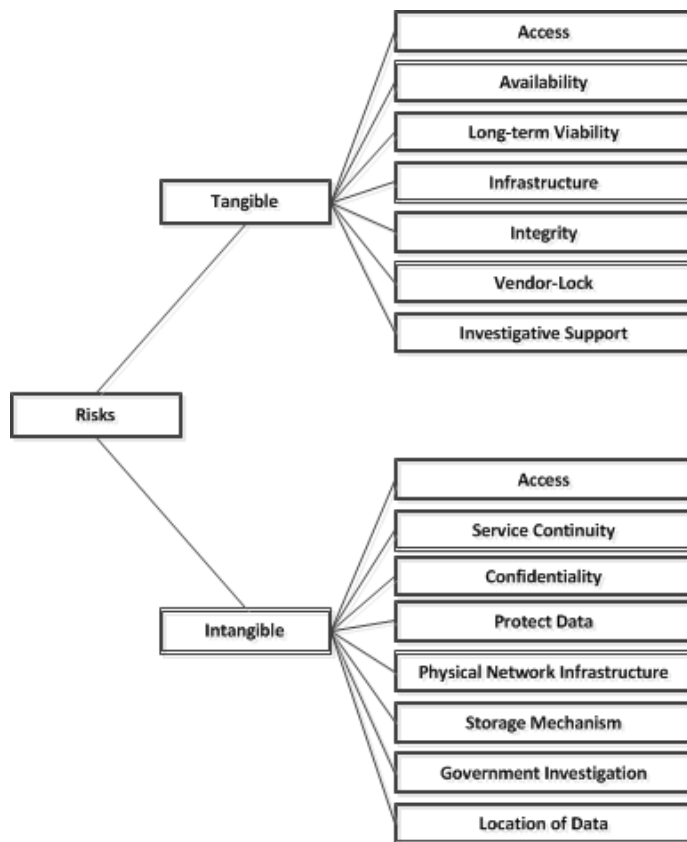 Access
Availability
Long-term Viability
Infrastructure
Tangible
Integrity
Vendor-Lock
Investigative Support
Risks
Access
Service Continuity
Confidentiality
Protect Data
Intangible
Physical Network Infrastructure
Storage Mechanism
Government Investigation
Location of Data